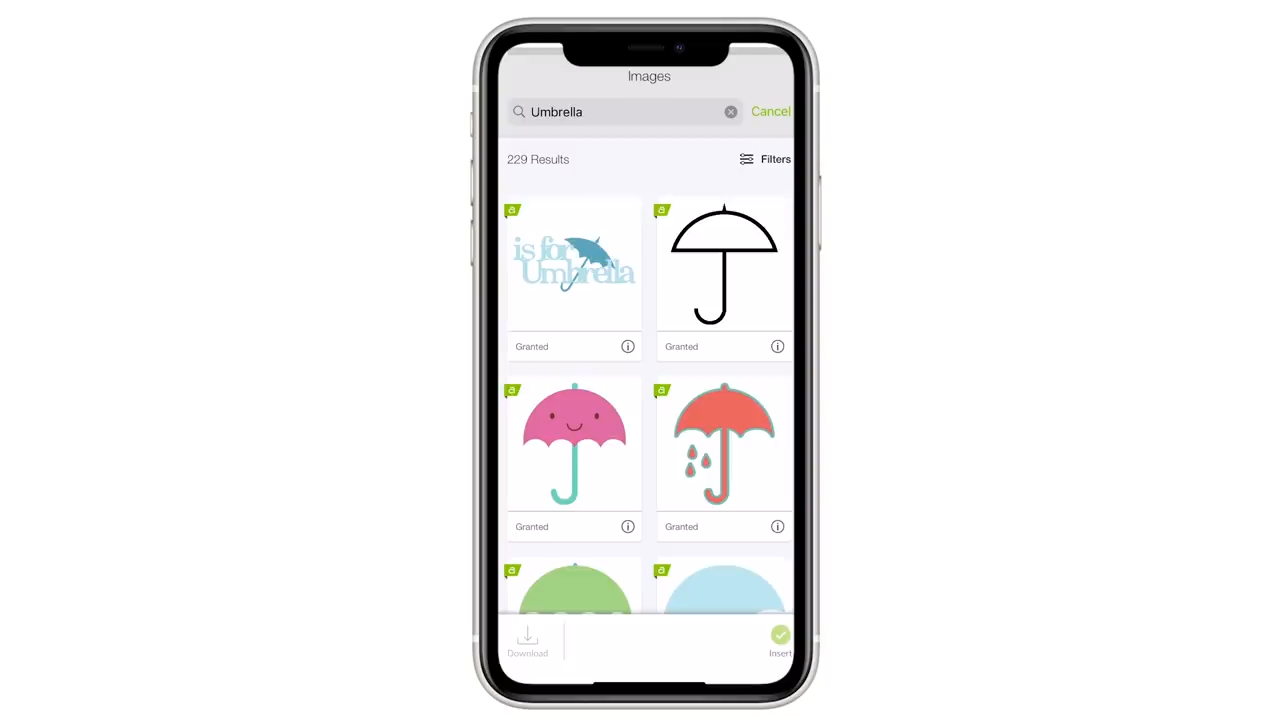 Images
Umbrella
Cancel
229 Results
Filters
is for
Umbrella
Granted
Granted
Granted
Granted
Download
Insert